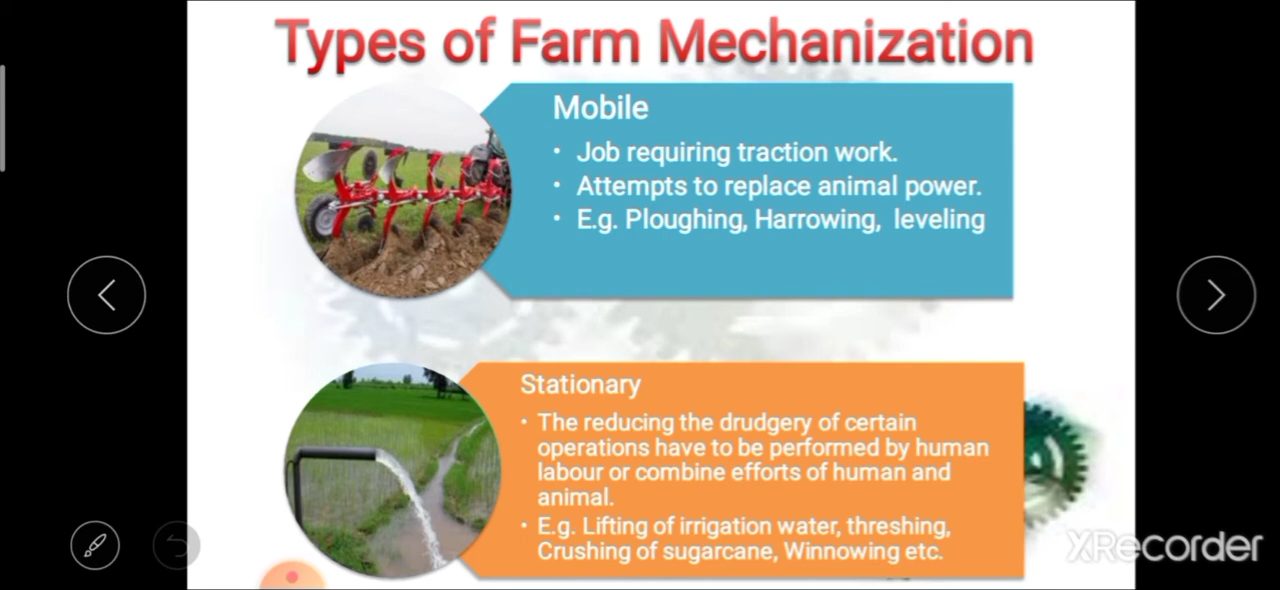 Types of Farm Mechanization
Mobile
• Job requiring traction work.
• Attempts to replace animal power.
• E.g. Ploughing, Harrowing, leveling
Stationary
• The reducing the drudgery of certain
operations have to be performed by human
labour or combine efforts of human and
animal.
• E.g. Lifting of irrigation water, threshing,
Crushing of sugarcane, Winnowing etc.
XRecorder